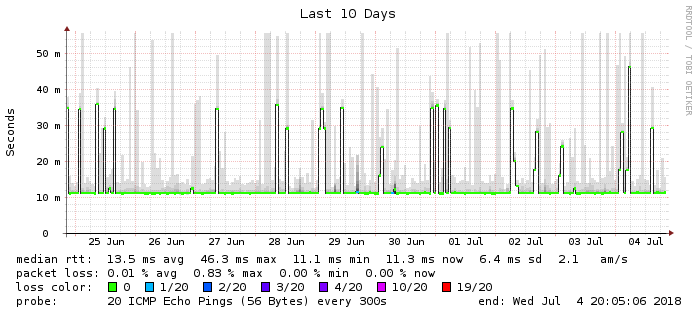 Last 10 Days
RRDTOOL / TOBI OETIKER
Seconds
50 m
40 m
30 m
20 m
10 m
0
25 Jun 26 Jun 27 Jun 28 Jun 29 Jun 30 Jun 01 Jul 02 Jul 03 Jul 04 Jul
median rtt: 13.5 ms avg 46.3 ms max 11.1 ms min 11.3 ms now 6.4 ms sd 2.1 am/s
packet loss: 0.01 % avg 0.83 % max 0.00 % min 0.00 % now
loss color: 0 1/20 2/20 3/20 4/20 10/20 19/20
probe: 20 ICMP Echo Pings (56 Bytes) every 300s end: Wed Jul 4 20:05:06 2018